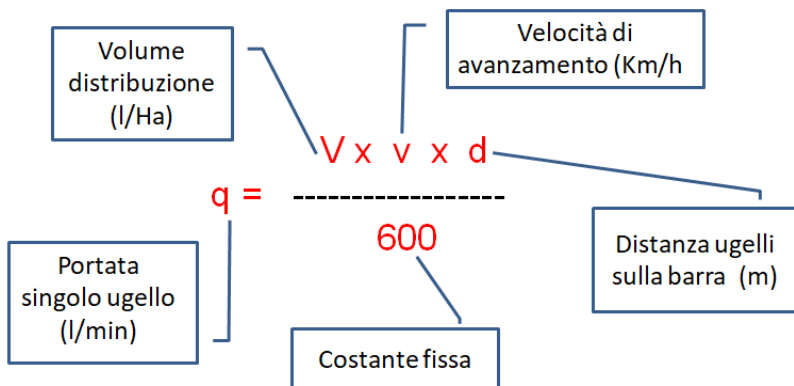 Volume
distribuzione
(l/Ha)
Velocità di
avanzamento (Km/h
V x v x d
q = -------------------
600
Portata
singolo ugello
(l/min)
Distanza ugelli
sulla barra (m)
Costante fissa